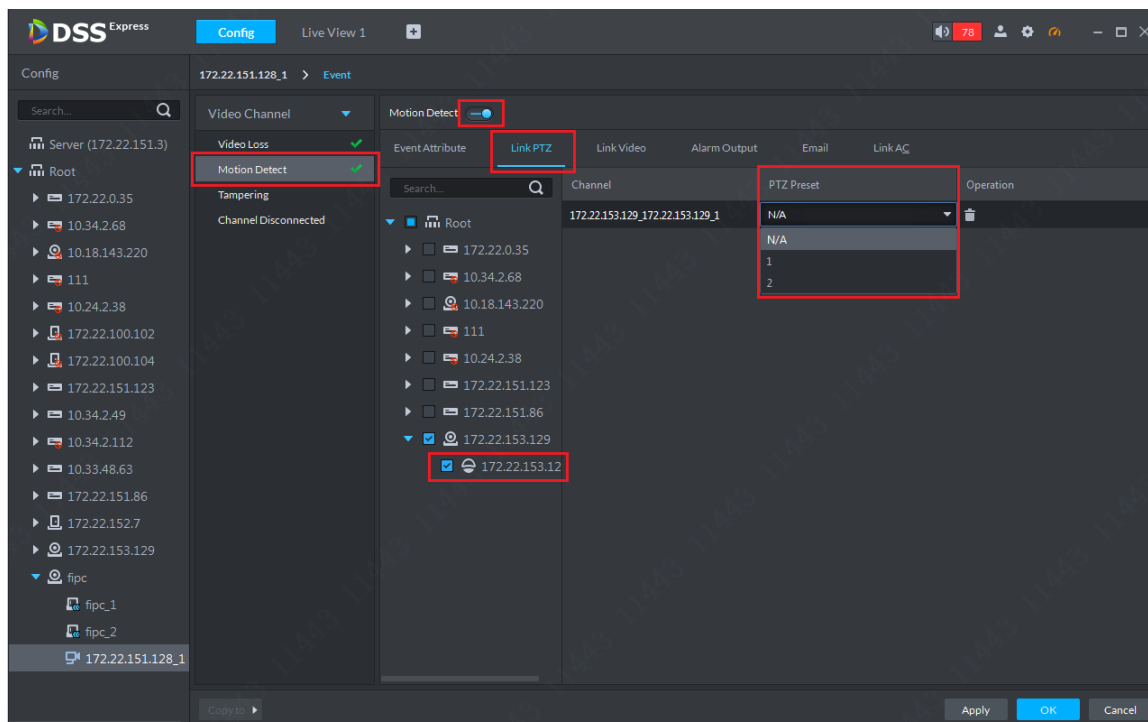 DSS Express
Config
Live View 1
78
Config
172.22.151.128_1 > Event
Search...
Server (172.22.151.3)
Root
172.22.0.35
10.34.2.68
10.18.143.220
111
10.24.2.38
172.22.100.102
172.22.100.104
172.22.151.123
10.34.2.49
10.34.2.112
10.33.48.63
172.22.151.86
172.22.152.7
172.22.153.129
fipc
fipc_1
fipc_2
172.22.151.128_1
Video Channel
Video Loss
Motion Detect
Tampering
Channel Disconnected
Motion Detect
Event Attribute
Link PTZ
Link Video
Alarm Output
Email
Link AC
Search...
Root
172.22.0.35
10.34.2.68
10.18.143.220
111
10.24.2.38
172.22.151.123
172.22.151.86
172.22.153.129
172.22.153.12
Channel
PTZ Preset
Operation
172.22.153.129_172.22.153.129_1
N/A
N/A
1
2
Copy to
Apply
OK
Cancel